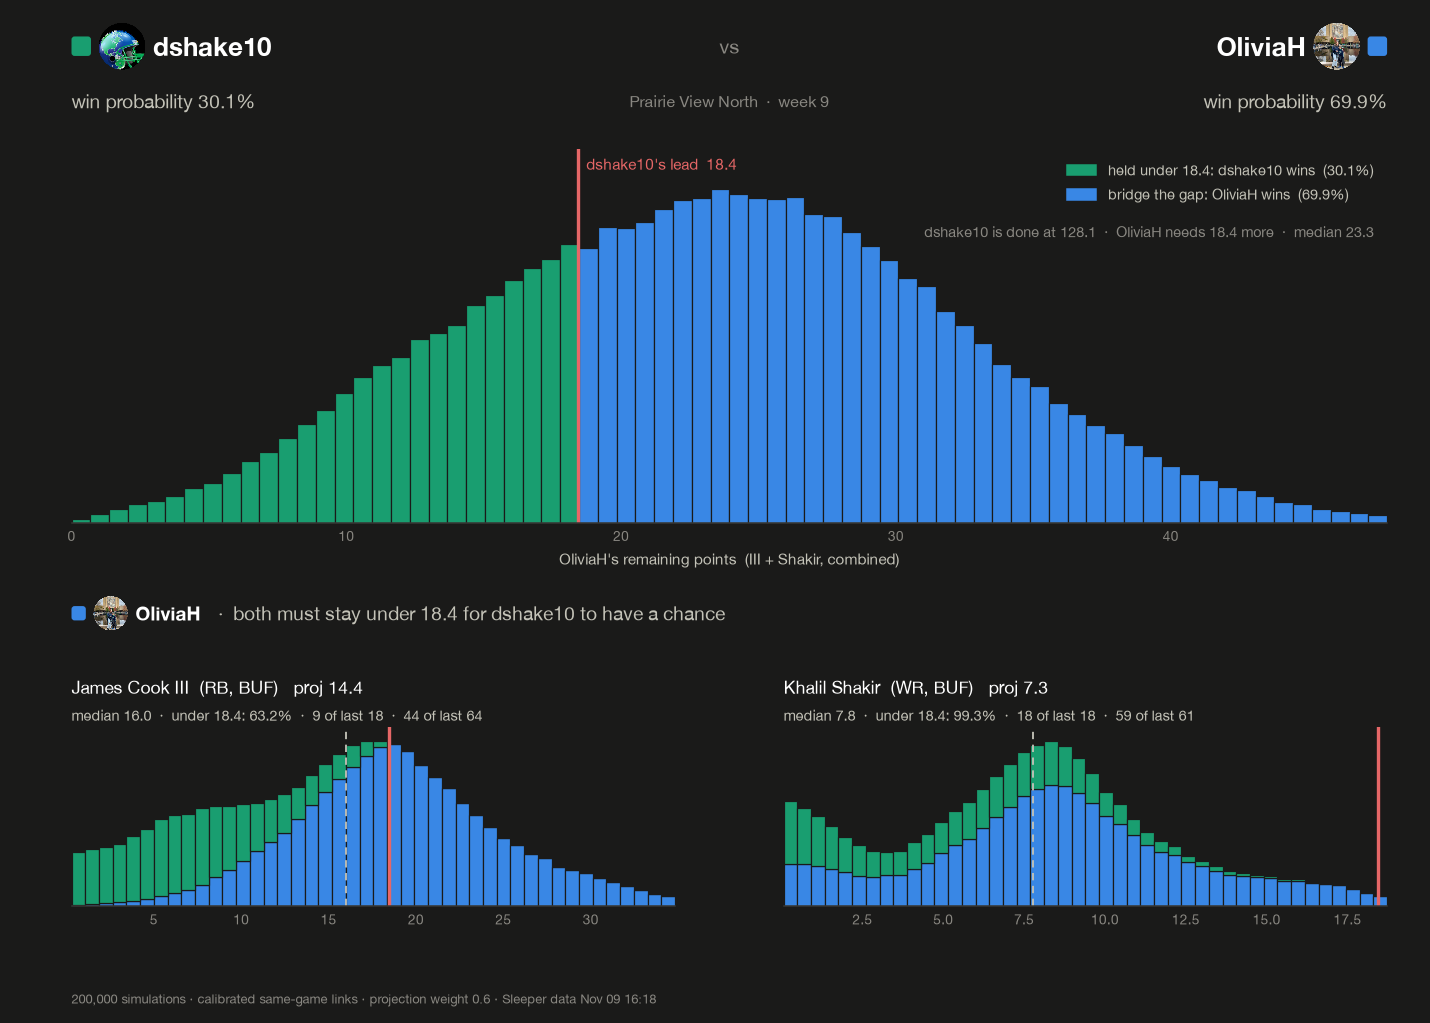 dshake10
vs
OliviaH
win probability 30.1%
Prairie View North · week 9
win probability 69.9%
dshake10's lead 18.4
held under 18.4: dshake10 wins (30.1%)
bridge the gap: OliviaH wins (69.9%)
dshake10 is done at 128.1 · OliviaH needs 18.4 more · median 23.3
0 10 20 30 40
OliviaH's remaining points (III + Shakir, combined)
OliviaH · both must stay under 18.4 for dshake10 to have a chance
James Cook III (RB, BUF) proj 14.4
median 16.0 · under 18.4: 63.2% · 9 of last 18 · 44 of last 64
5 10 15 20 25 30
Khalil Shakir (WR, BUF) proj 7.3
median 7.8 · under 18.4: 99.3% · 18 of last 18 · 59 of last 61
2.5 5.0 7.5 10.0 12.5 15.0 17.5
200,000 simulations · calibrated same-game links · projection weight 0.6 · Sleeper data Nov 09 16:18